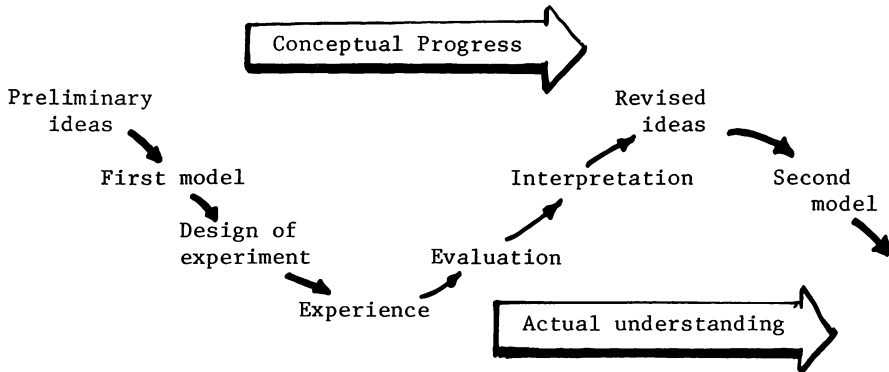 Conceptual Progress
Preliminary
ideas
First model
Design of
experiment
Experience
Evaluation
Interpretation
Revised
ideas
Second
model
Actual understanding